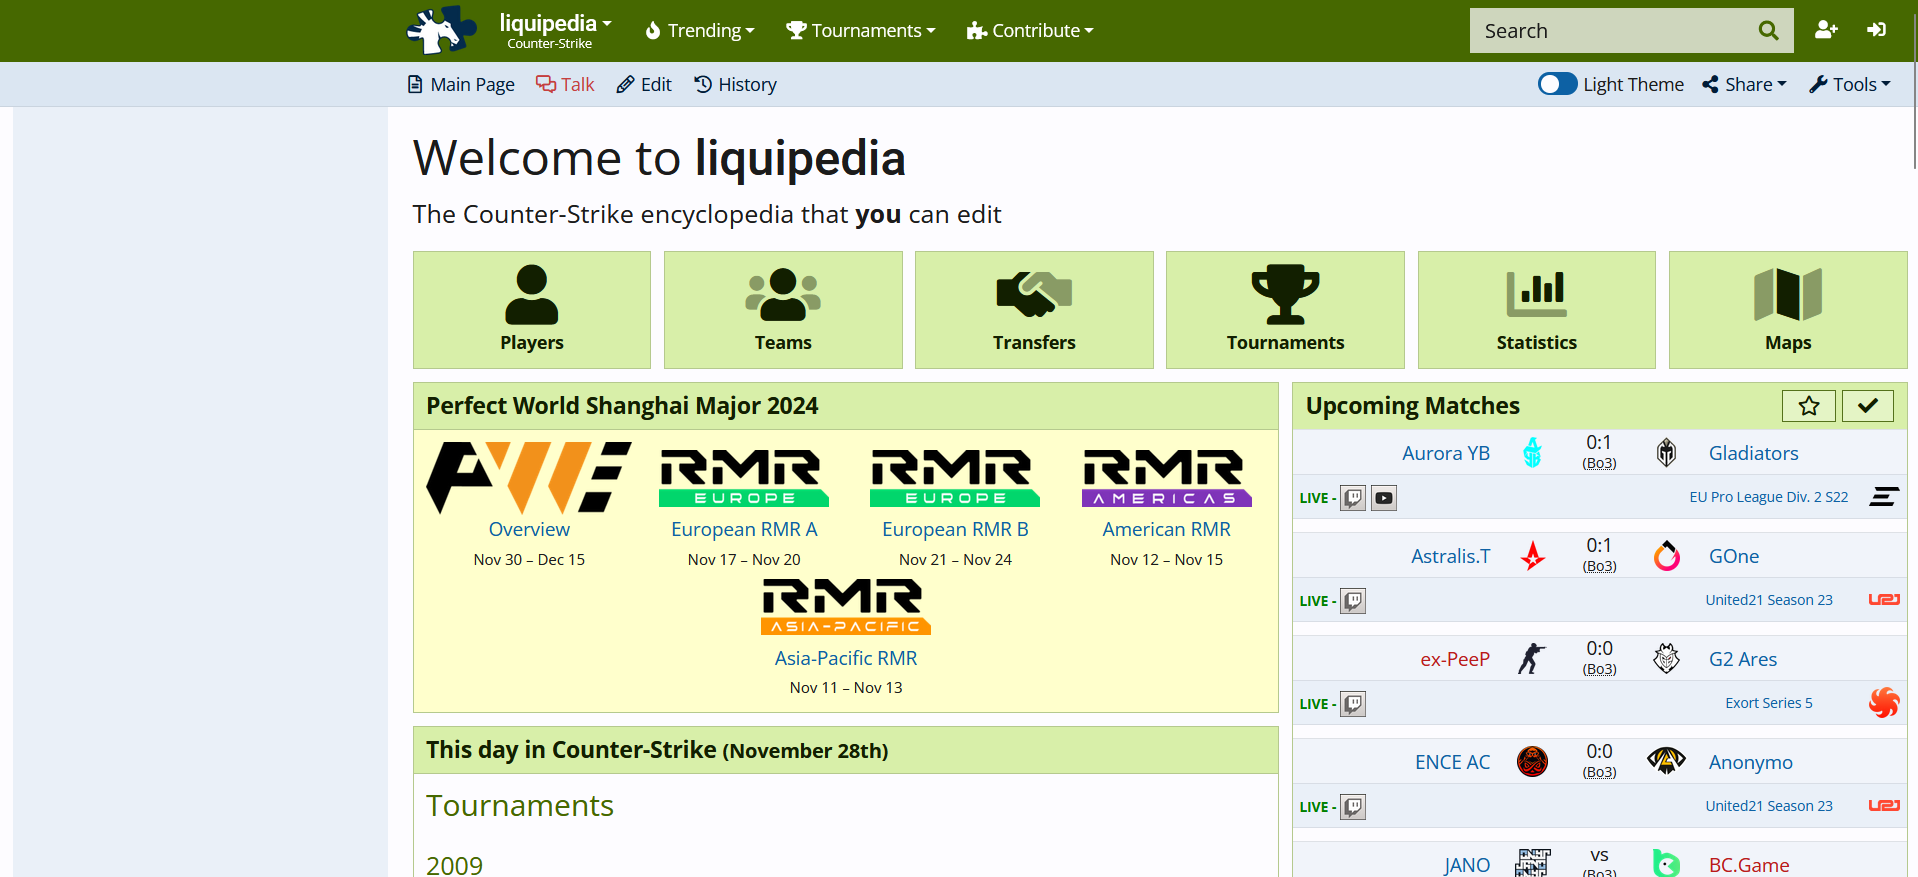 liquipedia
Counter-Strike
Trending
Tournaments
Contribute
Search
Main Page
Talk
Edit
History
Light Theme
Share
Tools
Welcome to liquipedia
The Counter-Strike encyclopedia that you can edit
Players
Teams
Transfers
Tournaments
Statistics
Maps
Perfect World Shanghai Major 2024
PWE
Overview
Nov 30 – Dec 15
RMR
EUROPE
European RMR A
Nov 17 – Nov 20
RMR
EUROPE
European RMR B
Nov 21 – Nov 24
RMR
AMERICAS
American RMR
Nov 12 – Nov 15
RMR
ASIA-PACIFIC
Asia-Pacific RMR
Nov 11 – Nov 13
This day in Counter-Strike (November 28th)
Tournaments
2009
Upcoming Matches
Aurora YB 0:1 (Bo3) Gladiators
LIVE - EU Pro League Div. 2 S22
Astralis.T 0:1 (Bo3) GOne
LIVE - United21 Season 23
ex-PeeP 0:0 (Bo3) G2 Ares
LIVE - Exort Series 5
ENCE AC 0:0 (Bo3) Anonymo
LIVE - United21 Season 23
JANO vs (Bo3) BC.Game